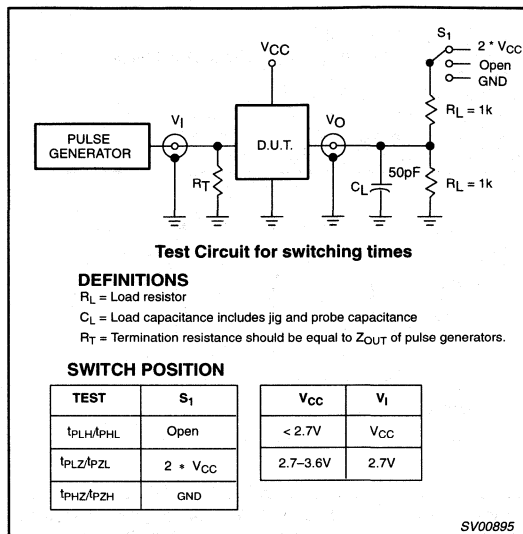 S1
2 * VCC
Open
GND
VCC
VI
VO
RL = 1k
PULSE
GENERATOR
D.U.T.
RT
50pF
CL
RL = 1k
Test Circuit for switching times
DEFINITIONS
RL = Load resistor
CL = Load capacitance includes jig and probe capacitance
RT = Termination resistance should be equal to ZOUT of pulse generators.
SWITCH POSITION
TEST S1
tPLH/tPHL Open
tPLZ/tPZL 2 * VCC
tPHZ/tPZH GND
VCC VI
< 2.7V VCC
2.7–3.6V 2.7V
SV00895